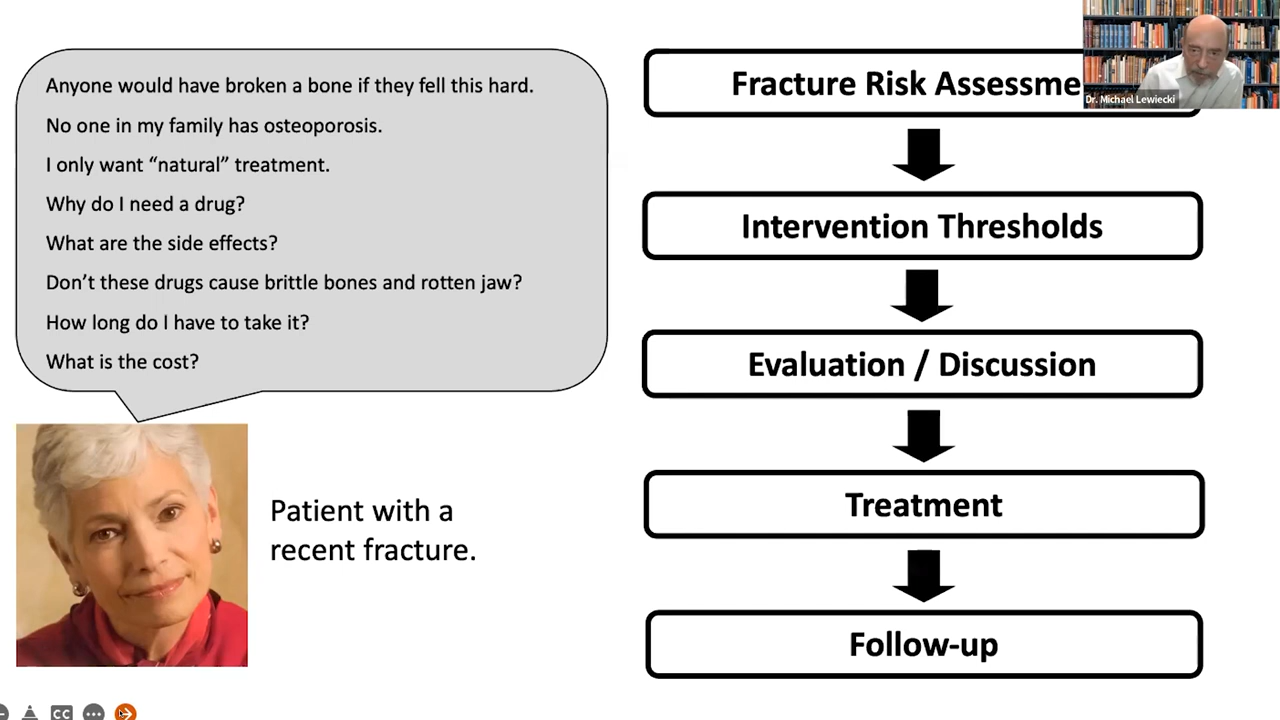 Anyone would have broken a bone if they fell this hard.
No one in my family has osteoporosis.
I only want “natural” treatment.
Why do I need a drug?
What are the side effects?
Don’t these drugs cause brittle bones and rotten jaw?
How long do I have to take it?
What is the cost?
Patient with a
recent fracture.
Fracture Risk Assessme
Dr. Michael Lewiecki
Intervention Thresholds
Evaluation / Discussion
Treatment
Follow-up
CC